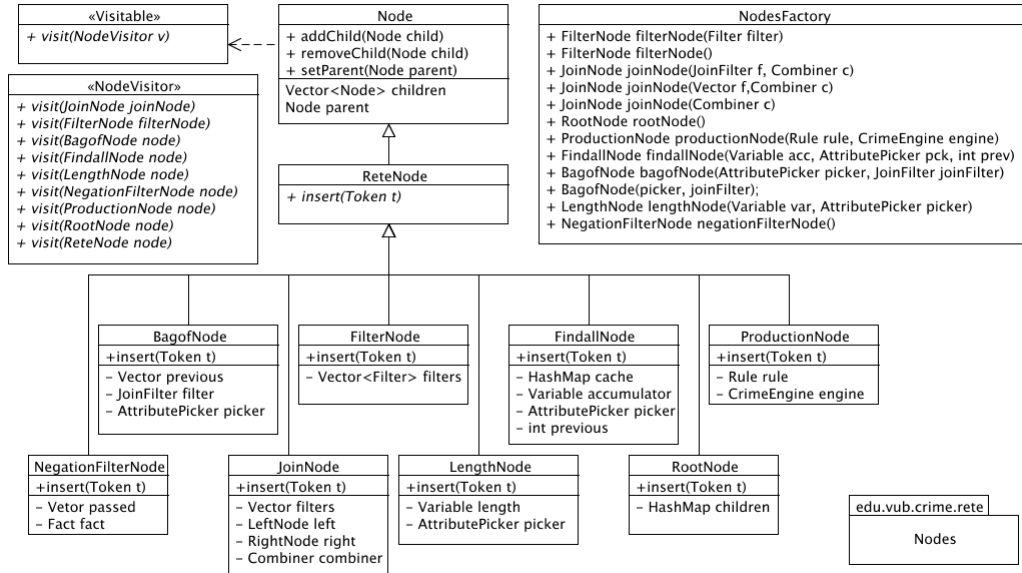 «Visitable»
+ visit(NodeVisitor v)
«NodeVisitor»
+ visit(JoinNode joinNode)
+ visit(FilterNode filterNode)
+ visit(BagofNode node)
+ visit(FindallNode node)
+ visit(LengthNode node)
+ visit(NegationFilterNode node)
+ visit(ProductionNode node)
+ visit(RootNode node)
+ visit(ReteNode node)
Node
+ addChild(Node child)
+ removeChild(Node child)
+ setParent(Node parent)
Vector<Node> children
Node parent
ReteNode
+ insert(Token t)
NodesFactory
+ FilterNode filterNode(Filter filter)
+ FilterNode filterNode()
+ JoinNode joinNode(JoinFilter f, Combiner c)
+ JoinNode joinNode(Vector f,Combiner c)
+ JoinNode joinNode(Combiner c)
+ RootNode rootNode()
+ ProductionNode productionNode(Rule rule, CrimeEngine engine)
+ FindallNode findallNode(Variable acc, AttributePicker pck, int prev)
+ BagofNode bagofNode(AttributePicker picker, JoinFilter joinFilter)
+ BagofNode(picker, joinFilter);
+ LengthNode lengthNode(Variable var, AttributePicker picker)
+ NegationFilterNode negationFilterNode()
BagofNode
+insert(Token t)
– Vector previous
– JoinFilter filter
– AttributePicker picker
FilterNode
+insert(Token t)
– Vector<Filter> filters
FindallNode
+insert(Token t)
– HashMap cache
– Variable accumulator
– AttributePicker picker
– int previous
ProductionNode
+insert(Token t)
– Rule rule
– CrimeEngine engine
NegationFilterNode
+insert(Token t)
– Vetor passed
– Fact fact
JoinNode
+insert(Token t)
– Vector filters
– LeftNode left
– RightNode right
– Combiner combiner
LengthNode
+insert(Token t)
– Variable length
– AttributePicker picker
RootNode
+insert(Token t)
– HashMap children
edu.vub.crime.rete
Nodes